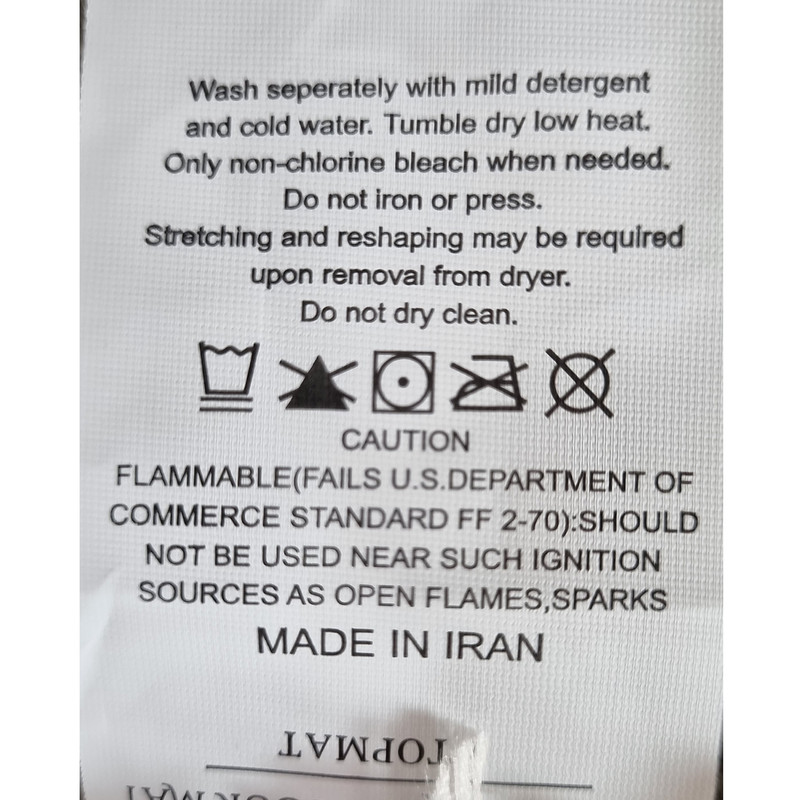 Wash seperately with mild detergent
and cold water. Tumble dry low heat.
Only non-chlorine bleach when needed.
Do not iron or press.
Stretching and reshaping may be required
upon removal from dryer.
Do not dry clean.
CAUTION
FLAMMABLE(FAILS U.S.DEPARTMENT OF
COMMERCE STANDARD FF 2-70):SHOULD
NOT BE USED NEAR SUCH IGNITION
SOURCES AS OPEN FLAMES,SPARKS
MADE IN IRAN
TOPMAT